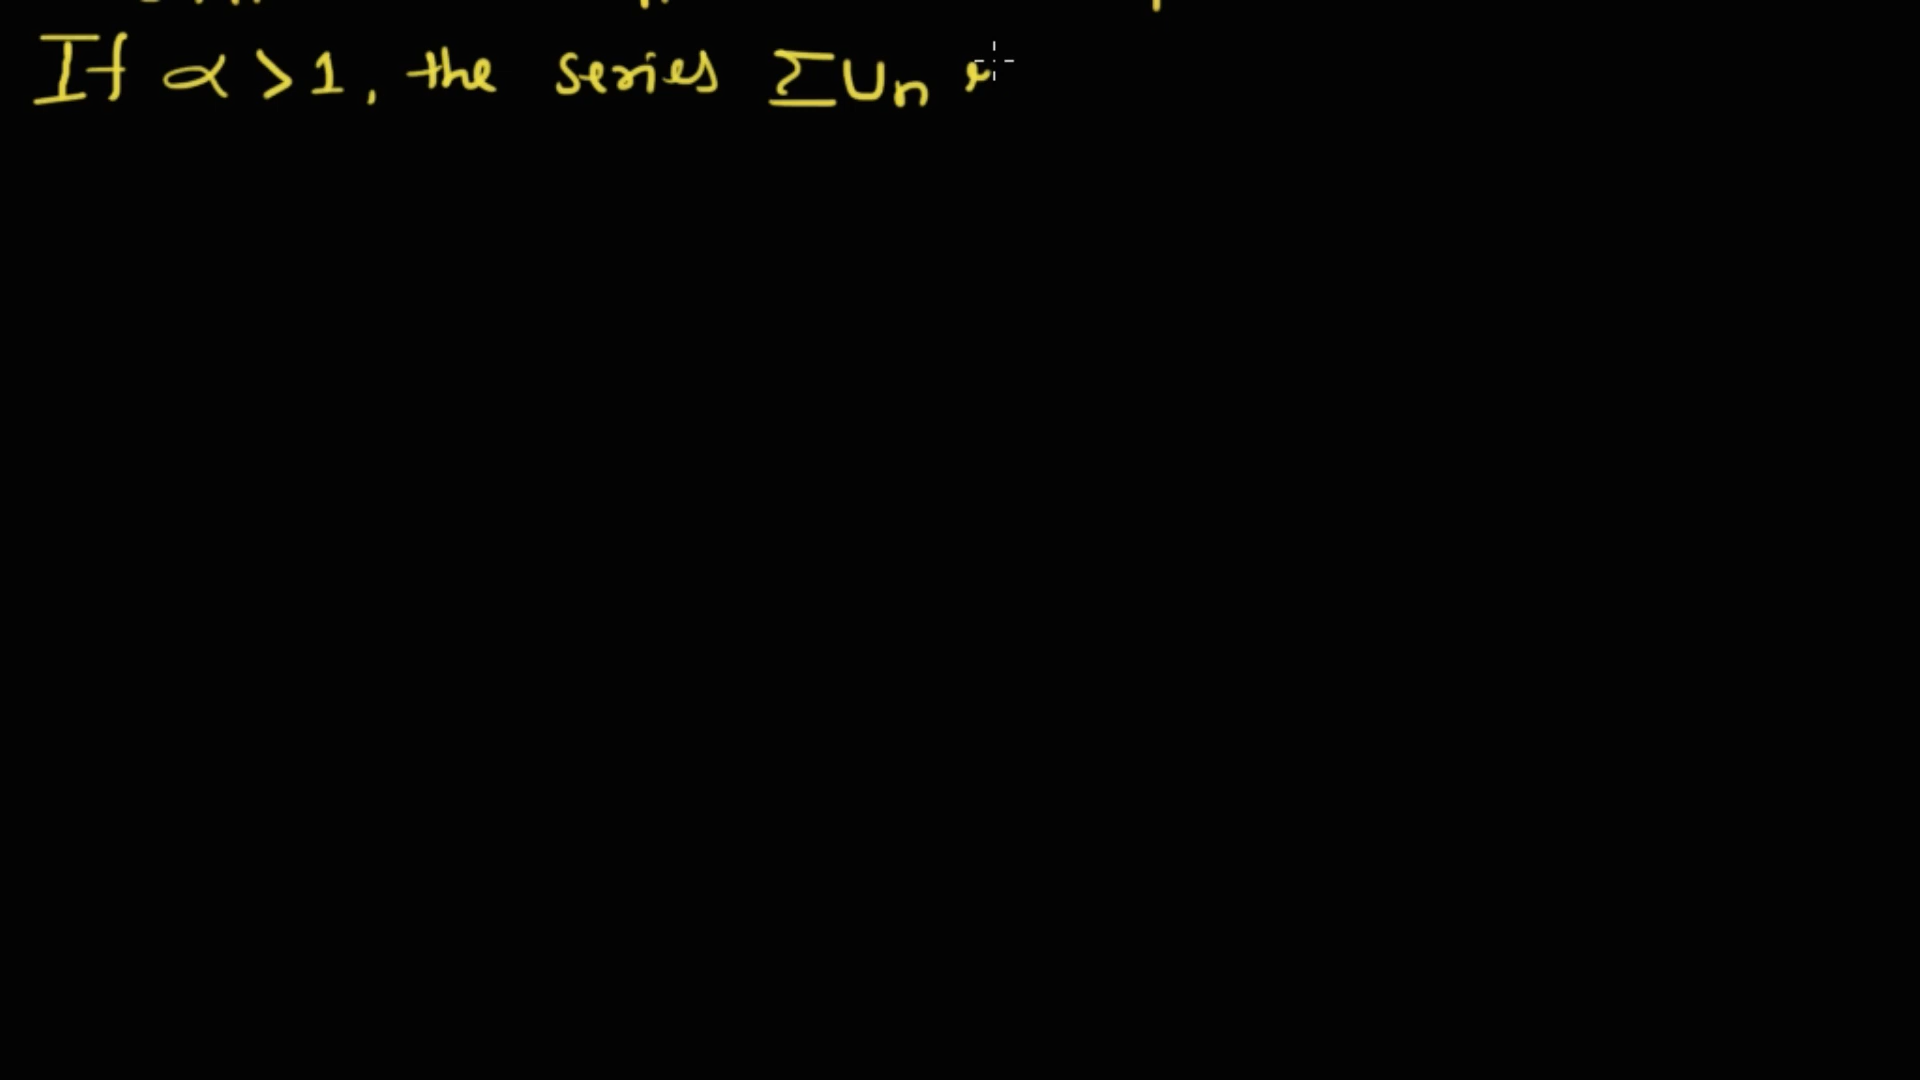 If α > 1, the series ΣUn